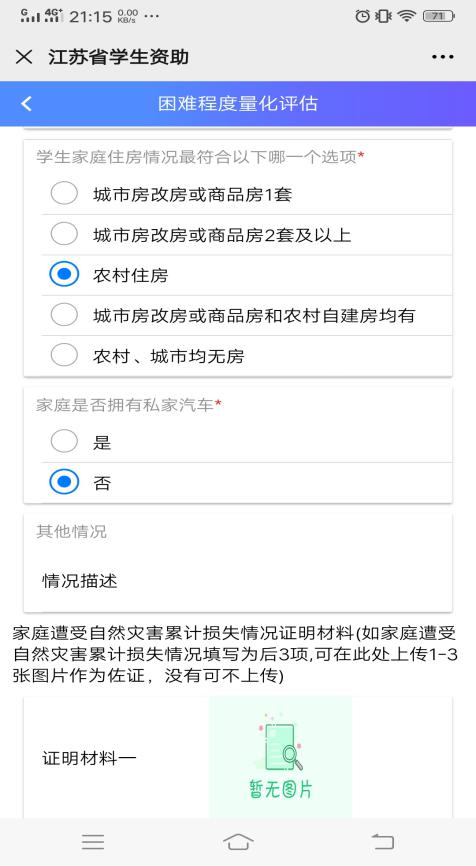 G 4G+ 21:15 0.00 KB/s ··· 71
江苏省学生资助
困难程度量化评估
学生家庭住房情况最符合以下哪一个选项*
城市房改房或商品房1套
城市房改房或商品房2套及以上
农村住房
城市房改房或商品房和农村自建房均有
农村、城市均无房
家庭是否拥有私家汽车*
是
否
其他情况
情况描述
家庭遭受自然灾害累计损失情况证明材料(如家庭遭受
自然灾害累计损失情况填写为后3项,可在此处上传1-3
张图片作为佐证，没有可不上传)
证明材料一
暂无图片